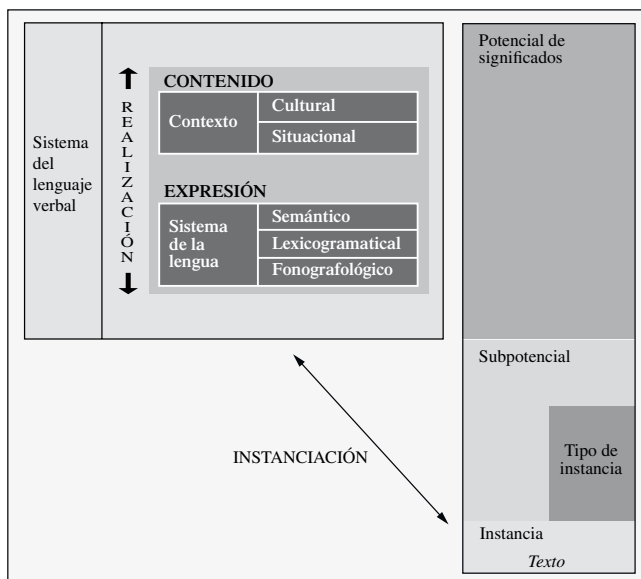 Sistema
del
lenguaje
verbal
REALIZACIÓN
CONTENIDO
Contexto
Cultural
Situacional
EXPRESIÓN
Sistema
de la
lengua
Semántico
Lexicogramatical
Fonografológico
INSTANCIACIÓN
Potencial de
significados
Subpotencial
Tipo de
instancia
Instancia
Texto